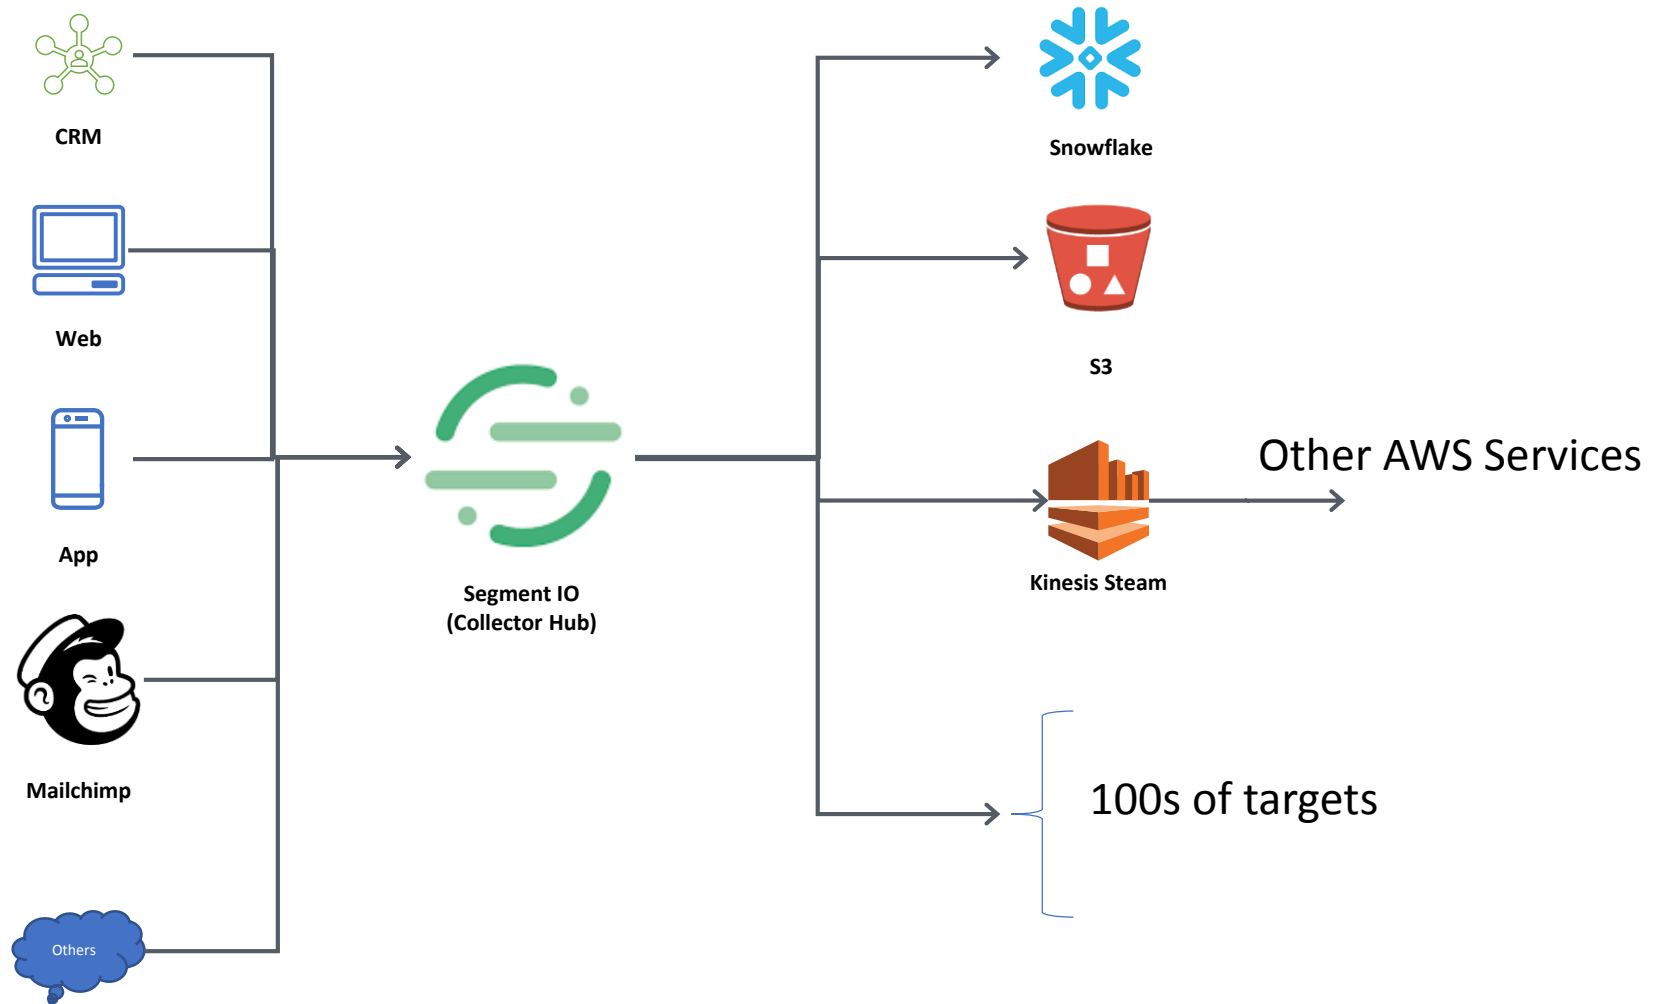 CRM
Web
App
Mailchimp
Others
Segment IO
(Collector Hub)
Snowflake
S3
Kinesis Steam
Other AWS Services
100s of targets